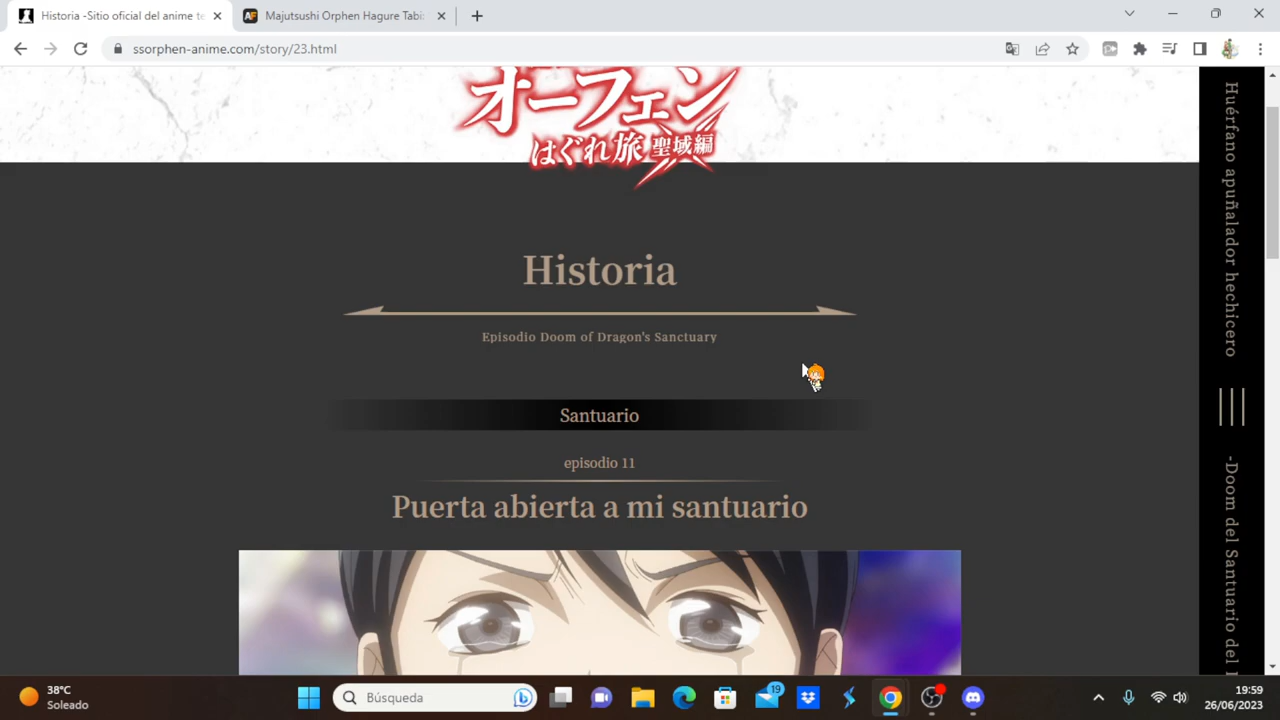 Historia -Sitio oficial del anime te
Majutsushi Orphen Hagure Tabi
ssorphen-anime.com/story/23.html
オーフェン
はぐれ旅 聖域編
Historia
Episodio Doom of Dragon's Sanctuary
Santuario
episodio 11
Puerta abierta a mi santuario
Huérfano apuñalador hechicero
-Doom del Santuario del
38°C
Soleado
Búsqueda
19
19:59
26/06/2023